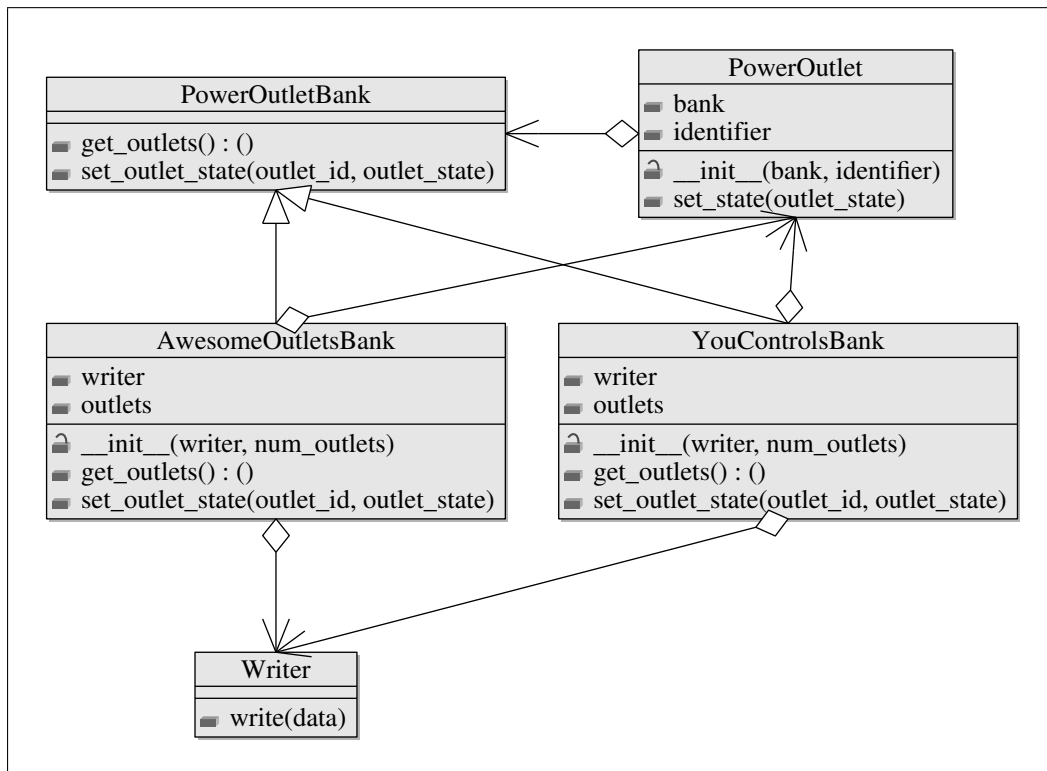 PowerOutletBank
get_outlets() : ()
set_outlet_state(outlet_id, outlet_state)
PowerOutlet
bank
identifier
__init__(bank, identifier)
set_state(outlet_state)
AwesomeOutletsBank
writer
outlets
__init__(writer, num_outlets)
get_outlets() : ()
set_outlet_state(outlet_id, outlet_state)
YouControlsBank
writer
outlets
__init__(writer, num_outlets)
get_outlets() : ()
set_outlet_state(outlet_id, outlet_state)
Writer
write(data)